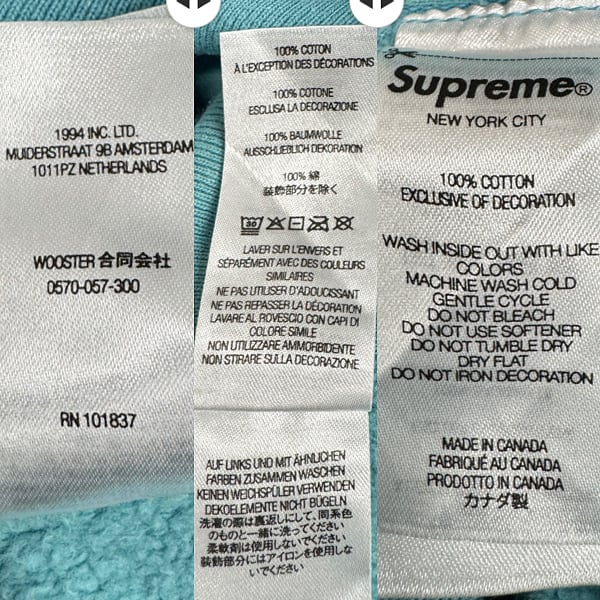 1994 INC. LTD.
MUIDERSTRAAT 9B AMSTERDAM
1011PZ NETHERLANDS
WOOSTER 合同会社
0570-057-300
RN 101837
100% COTON
À L'EXCEPTION DES DÉCORATIONS
100% COTONE
ESCLUSA LA DECORAZIONE
100% BAUMWOLLE
AUSSCHLIEßLICH DEKORATION
100% 綿
装飾部分を除く
30
LAVER SUR L'ENVERS ET
SÉPARÉMENT AVEC DES COULEURS
SIMILAIRES
NE PAS UTILISER D'ADOUCISSANT
NE PAS REPASSER LA DÉCORATION
LAVARE AL ROVESCIO CON CAPI DI
COLORE SIMILE
NON UTILIZZARE AMMORBIDENTE
NON STIRARE SULLA DECORAZIONE
AUF LINKS UND MIT ÄHNLICHEN
FARBEN ZUSAMMEN WASCHEN
KEINEN WEICHSPÜLER VERWENDEN
DEKOELEMENTE NICHT BÜGELN
洗濯の際は裏返しにして、同系色
のものと一緒に洗ってください
柔軟剤は使用しないでください
装飾部分にはアイロンを使用しな
いでください
Supreme®
NEW YORK CITY
100% COTTON
EXCLUSIVE OF DECORATION
WASH INSIDE OUT WITH LIKE
COLORS
MACHINE WASH COLD
GENTLE CYCLE
DO NOT BLEACH
DO NOT USE SOFTENER
DO NOT TUMBLE DRY
DRY FLAT
DO NOT IRON DECORATION
MADE IN CANADA
FABRIQUÉ AU CANADA
PRODOTTO IN CANADA
カナダ製